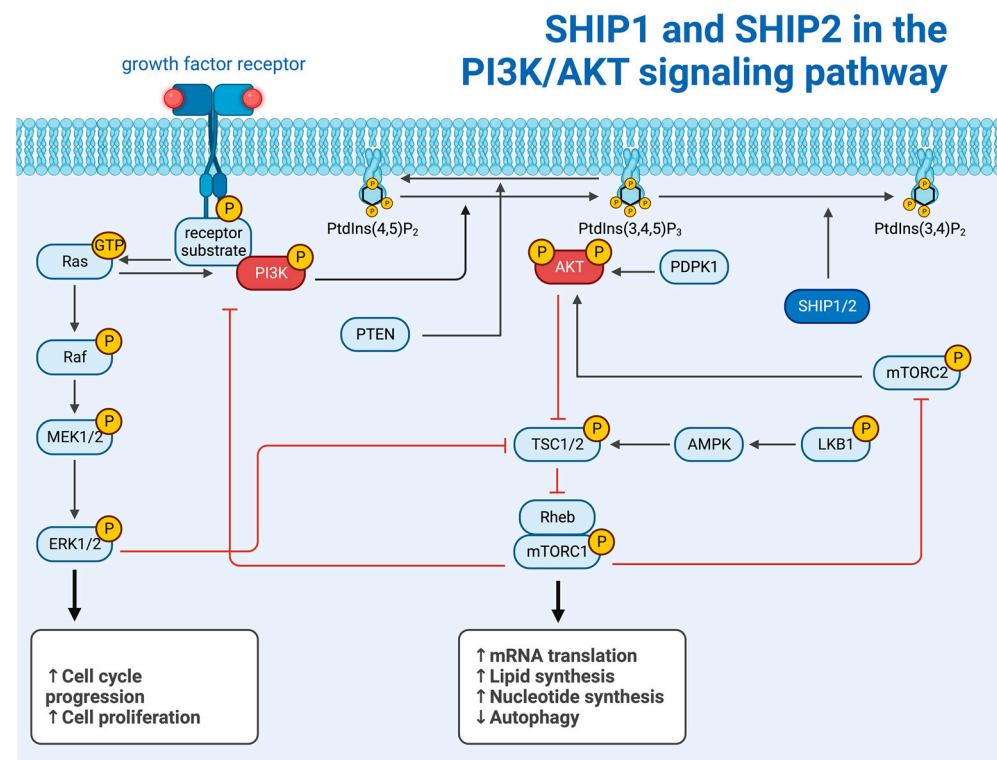 SHIP1 and SHIP2 in the
PI3K/AKT signaling pathway
growth factor receptor
P
P
P
P
P
P
P
P
P
P
PtdIns(4,5)P₂
PtdIns(3,4,5)P₃
PtdIns(3,4)P₂
P
receptor
substrate
GTP
Ras
P
PI3K
P
P
AKT
PDPK1
SHIP1/2
PTEN
P
Raf
P
mTORC2
P
MEK1/2
P
TSC1/2
AMPK
P
LKB1
Rheb
P
ERK1/2
P
mTORC1
↑ Cell cycle
progression
↑ Cell proliferation
↑ mRNA translation
↑ Lipid synthesis
↑ Nucleotide synthesis
↓ Autophagy